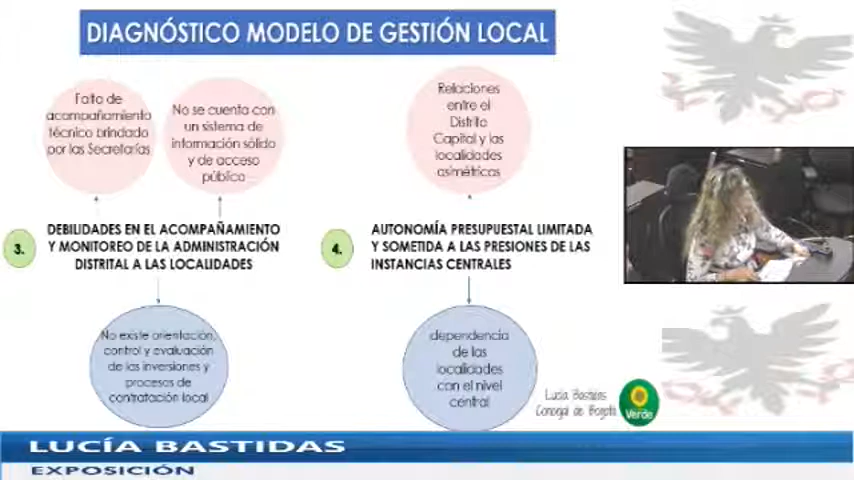 DIAGNÓSTICO MODELO DE GESTIÓN LOCAL
Falta de
acompañamiento
técnico brindado
por las Secretarías
No se cuenta con
un sistema de
información sólido
y de acceso
público
Relaciones
entre el
Distrito
Capital y las
localidades
asimétricas
3.
DEBILIDADES EN EL ACOMPAÑAMIENTO
Y MONITOREO DE LA ADMINISTRACIÓN
DISTRITAL A LAS LOCALIDADES
4.
AUTONOMÍA PRESUPUESTAL LIMITADA
Y SOMETIDA A LAS PRESIONES DE LAS
INSTANCIAS CENTRALES
No existe orientación,
control y evaluación
de las inversiones y
procesos de
contratación local
dependencia
de las
localidades
con el nivel
central
Lucía Bastidas
Concejal de Bogotá
Verde
LUCÍA BASTIDAS
EXPOSICIÓN